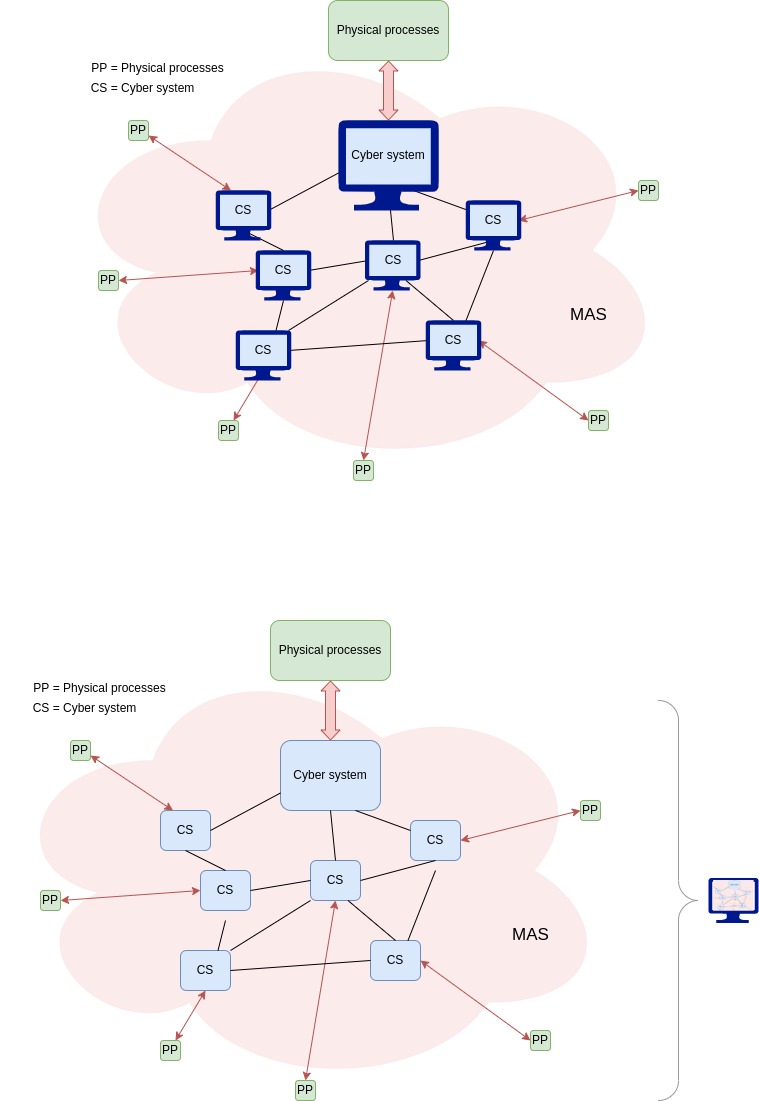 Physical processes
PP = Physical processes
CS = Cyber system
PP
Cyber system
PP
CS
CS
CS
CS
PP
MAS
CS
CS
PP
PP
PP
Physical processes
PP = Physical processes
CS = Cyber system
PP
Cyber system
PP
CS
CS
CS
CS
PP
MAS
CS
CS
PP
PP
PP